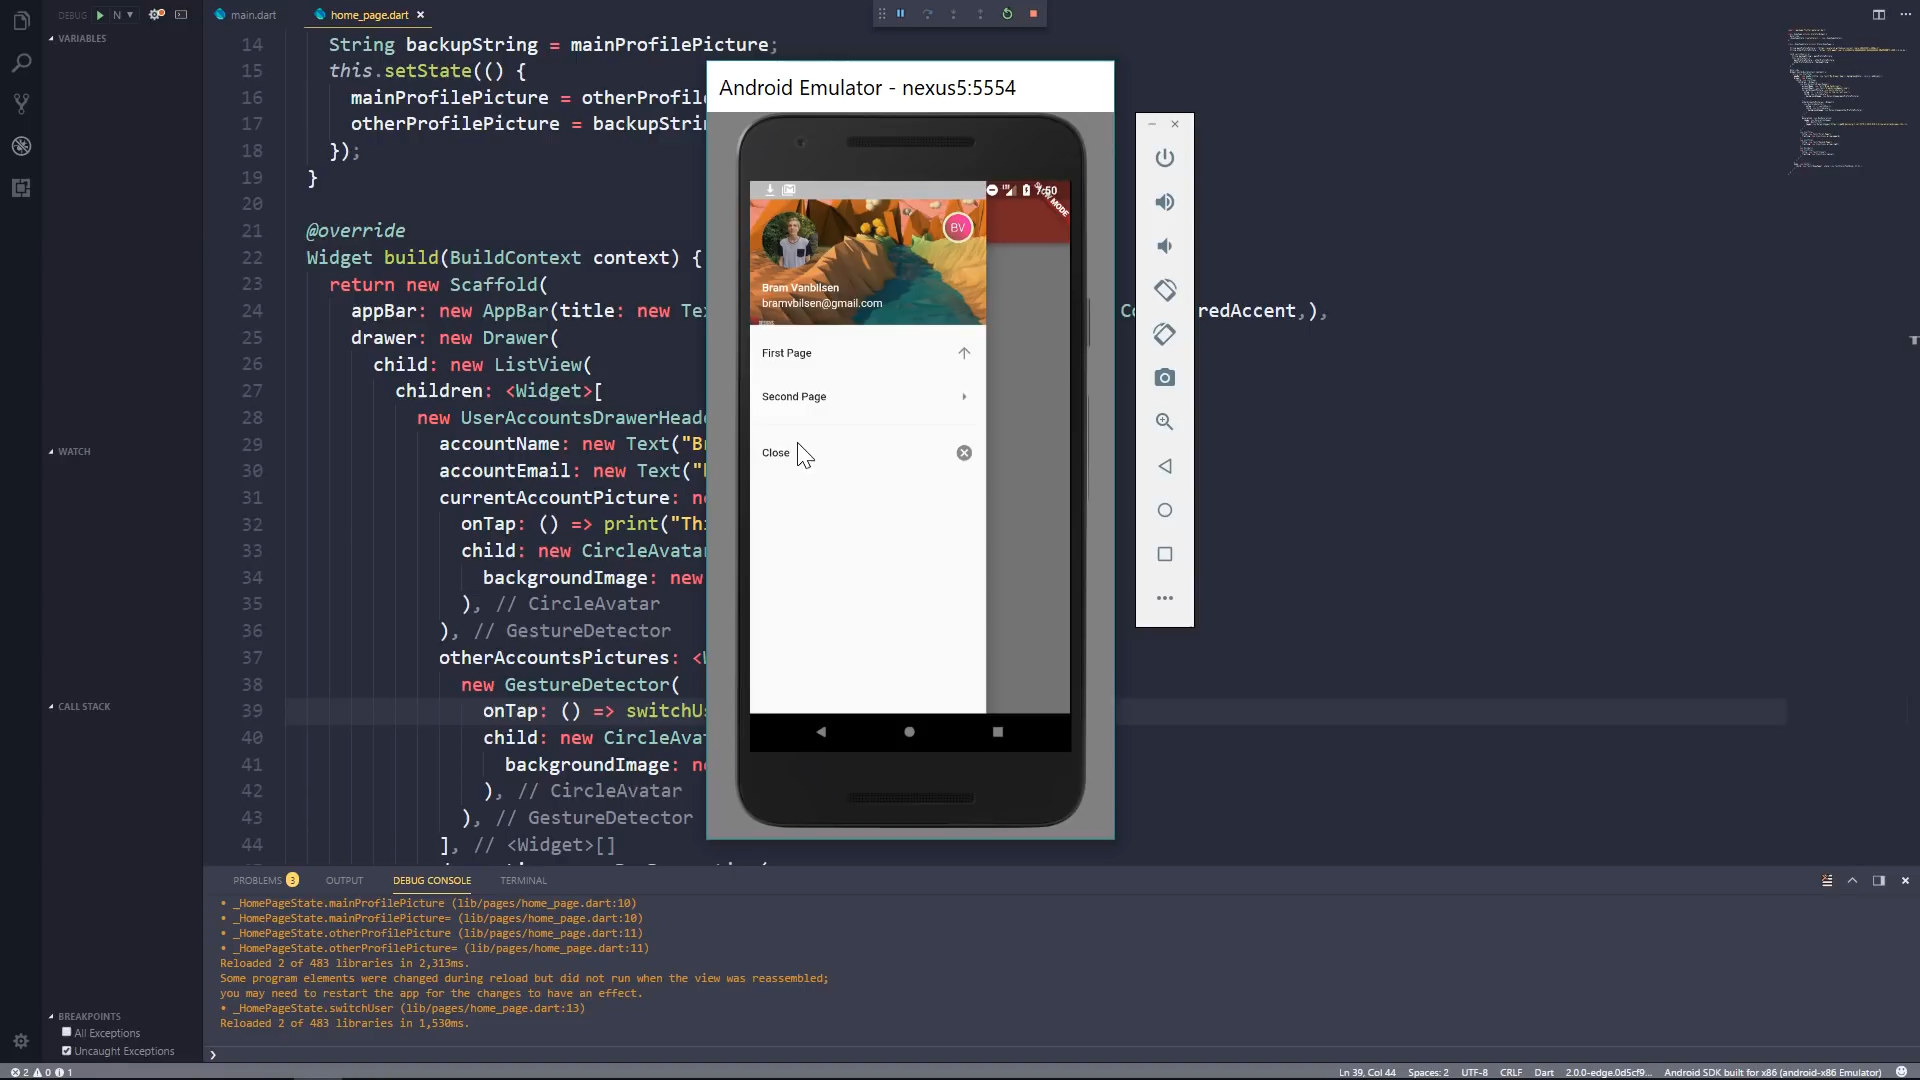 DEBUG
N
VARIABLES
WATCH
CALL STACK
BREAKPOINTS
All Exceptions
Uncaught Exceptions
main.dart
home_page.dart
14 String backupString = mainProfilePicture;
15 this.setState(() {
16 mainProfilePicture = otherProfil
17 otherProfilePicture = backupStri
18 });
19 }
20
21 @override
22 Widget build(BuildContext context) {
23 return new Scaffold(
24 appBar: new AppBar(title: new Te redAccent,),
25 drawer: new Drawer(
26 child: new ListView(
27 children: <Widget>[
28 new UserAccountsDrawerHead
29 accountName: new Text("B
30 accountEmail: new Text("
31 currentAccountPicture: n
32 onTap: () => print("Thi
33 child: new CircleAvatar
34 backgroundImage: new
35 ), // CircleAvatar
36 ), // GestureDetector
37 otherAccountsPictures: <
38 new GestureDetector(
39 onTap: () => switchU
40 child: new CircleAva
41 backgroundImage: n
42 ), // CircleAvatar
43 ), // GestureDetector
44 ], // <Widget>[]
Android Emulator - nexus5:5554
7:50
BV
Bram Vanbilsen
bramvbilsen@gmail.com
First Page
Second Page
Close
PROBLEMS 3 OUTPUT DEBUG CONSOLE TERMINAL
• _HomePageState.mainProfilePicture (lib/pages/home_page.dart:10)
• _HomePageState.mainProfilePicture= (lib/pages/home_page.dart:10)
• _HomePageState.otherProfilePicture (lib/pages/home_page.dart:11)
• _HomePageState.otherProfilePicture= (lib/pages/home_page.dart:11)
Reloaded 2 of 483 libraries in 2,313ms.
Some program elements were changed during reload but did not run when the view was reassembled;
you may need to restart the app for the changes to have an effect.
• _HomePageState.switchUser (lib/pages/home_page.dart:13)
Reloaded 2 of 483 libraries in 1,530ms.
2 0 1 Ln 39, Col 44 Spaces: 2 UTF-8 CRLF Dart 2.0.0-edge.0d5cf9... Android SDK built for x86 (android-x86 Emulator)